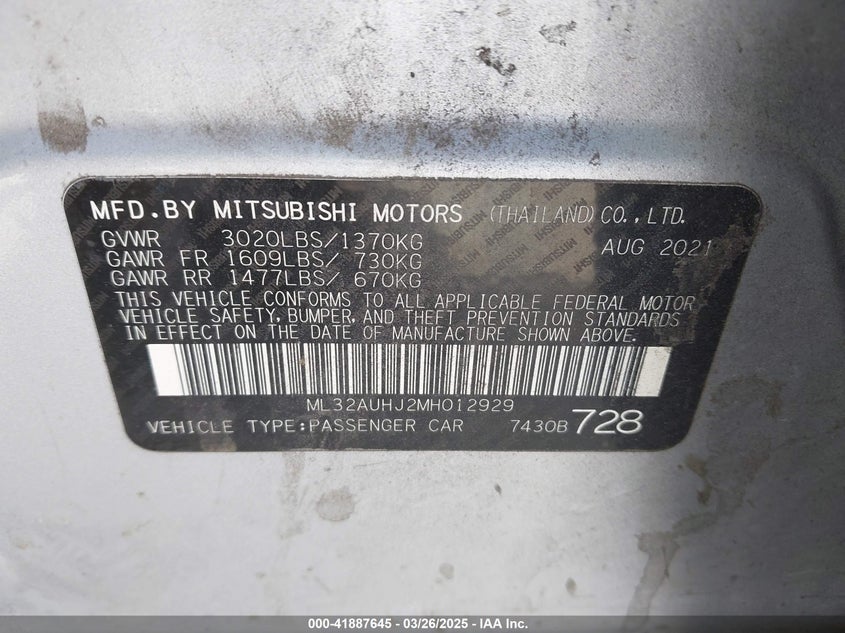 MFD.BY MITSUBISHI MOTORS (THAILAND) CO., LTD.
GVWR 3020LBS/1370KG AUG 2021
GAWR FR 1609LBS/ 730KG
GAWR RR 1477LBS/ 670KG
THIS VEHICLE CONFORMS TO ALL APPLICABLE FEDERAL MOTOR
VEHICLE SAFETY, BUMPER, AND THEFT PREVENTION STANDARDS
IN EFFECT ON THE DATE OF MANUFACTURE SHOWN ABOVE.
ML32AUHJ2MH012929
VEHICLE TYPE:PASSENGER CAR 7430B 728
000-41887645 - 03/26/2025 - IAA Inc.